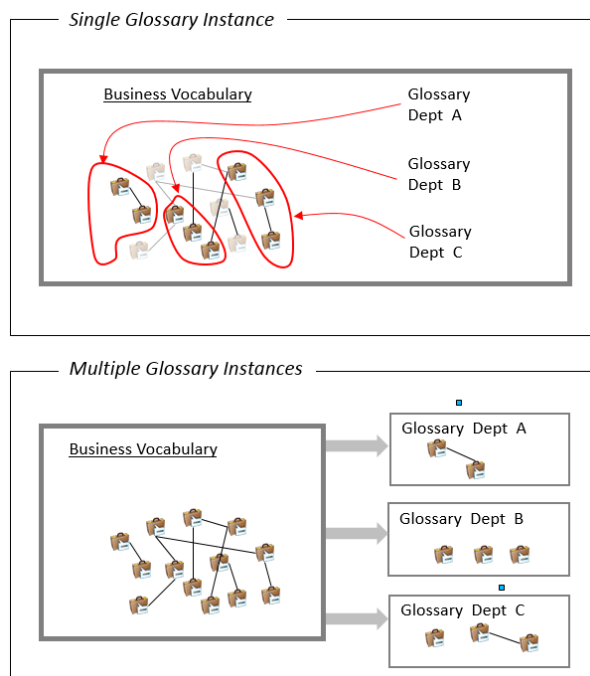 Single Glossary Instance
Business Vocabulary
Glossary
Dept A
Glossary
Dept B
Glossary
Dept C
Multiple Glossary Instances
Business Vocabulary
Glossary Dept A
Glossary Dept B
Glossary Dept C